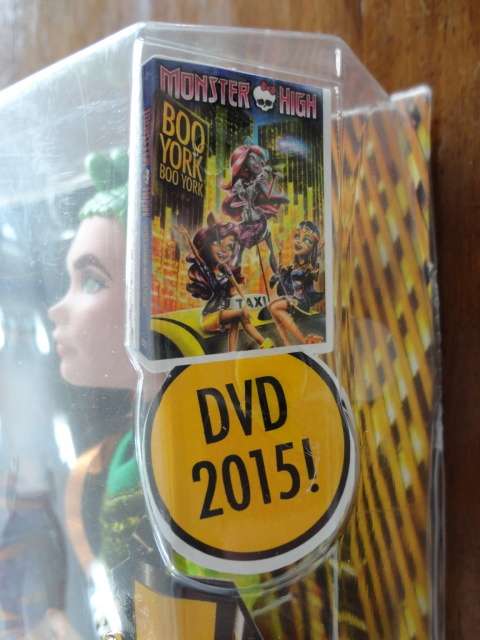 MONSTER HIGH
BOO
YORK
BOO YORK
TAXI
DVD
2015!